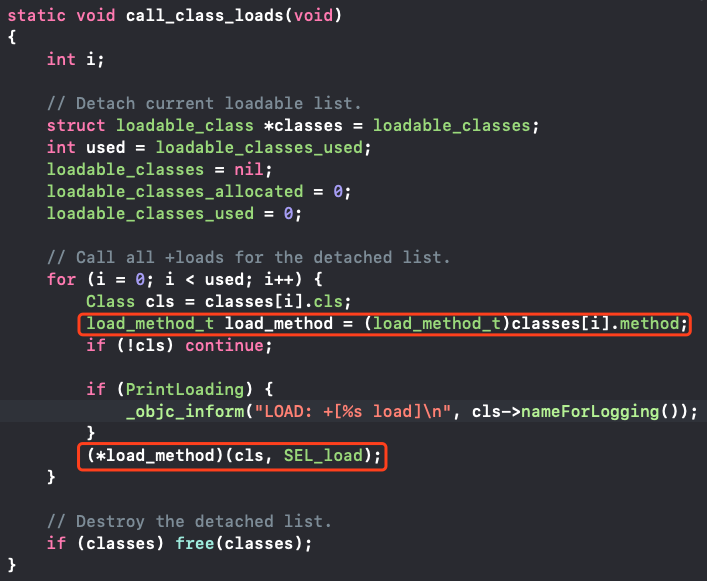 static void call_class_loads(void)
{
    int i;

    // Detach current loadable list.
    struct loadable_class *classes = loadable_classes;
    int used = loadable_classes_used;
    loadable_classes = nil;
    loadable_classes_allocated = 0;
    loadable_classes_used = 0;

    // Call all +loads for the detached list.
    for (i = 0; i < used; i++) {
        Class cls = classes[i].cls;
        load_method_t load_method = (load_method_t)classes[i].method;
        if (!cls) continue;

        if (PrintLoading) {
            _objc_inform("LOAD: +[%s load]\n", cls->nameForLogging());
        }
        (*load_method)(cls, SEL_load);
    }

    // Destroy the detached list.
    if (classes) free(classes);
}